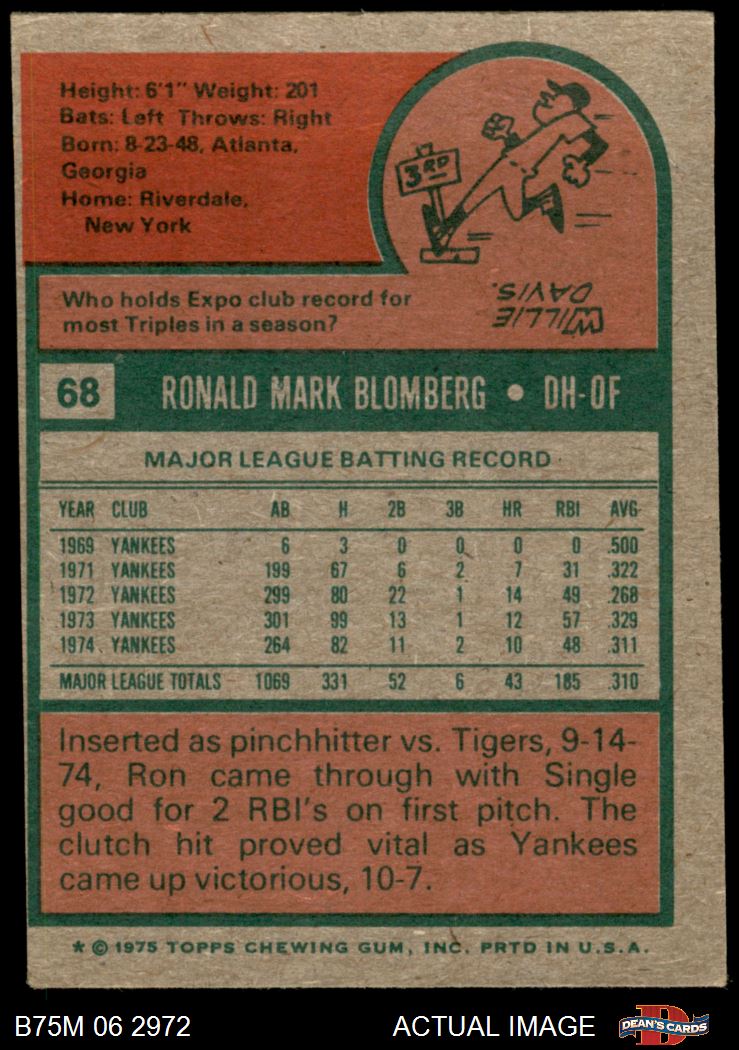 Height: 6'1" Weight: 201
Bats: Left Throws: Right
Born: 8-23-48, Atlanta,
Georgia
Home: Riverdale,
New York
3RD
Who holds Expo club record for
most Triples in a season?
WILLIE
DAVIS.
68 RONALD MARK BLOMBERG • DH-OF
MAJOR LEAGUE BATTING RECORD
YEAR CLUB AB H 2B 3B HR RBI AVG
1969 YANKEES 6 3 0 0 0 0 .500
1971 YANKEES 199 67 6 2 7 31 .322
1972 YANKEES 299 80 22 1 14 49 .268
1973 YANKEES 301 99 13 1 12 57 .329
1974 YANKEES 264 82 11 2 10 48 .311
MAJOR LEAGUE TOTALS 1069 331 52 6 43 185 .310
Inserted as pinchhitter vs. Tigers, 9-14-
74, Ron came through with Single
good for 2 RBI's on first pitch. The
clutch hit proved vital as Yankees
came up victorious, 10-7.
* © 1975 TOPPS CHEWING GUM, INC. PRTD IN U.S.A.
B75M 06 2972 ACTUAL IMAGE
D
DEAN'S CARDS